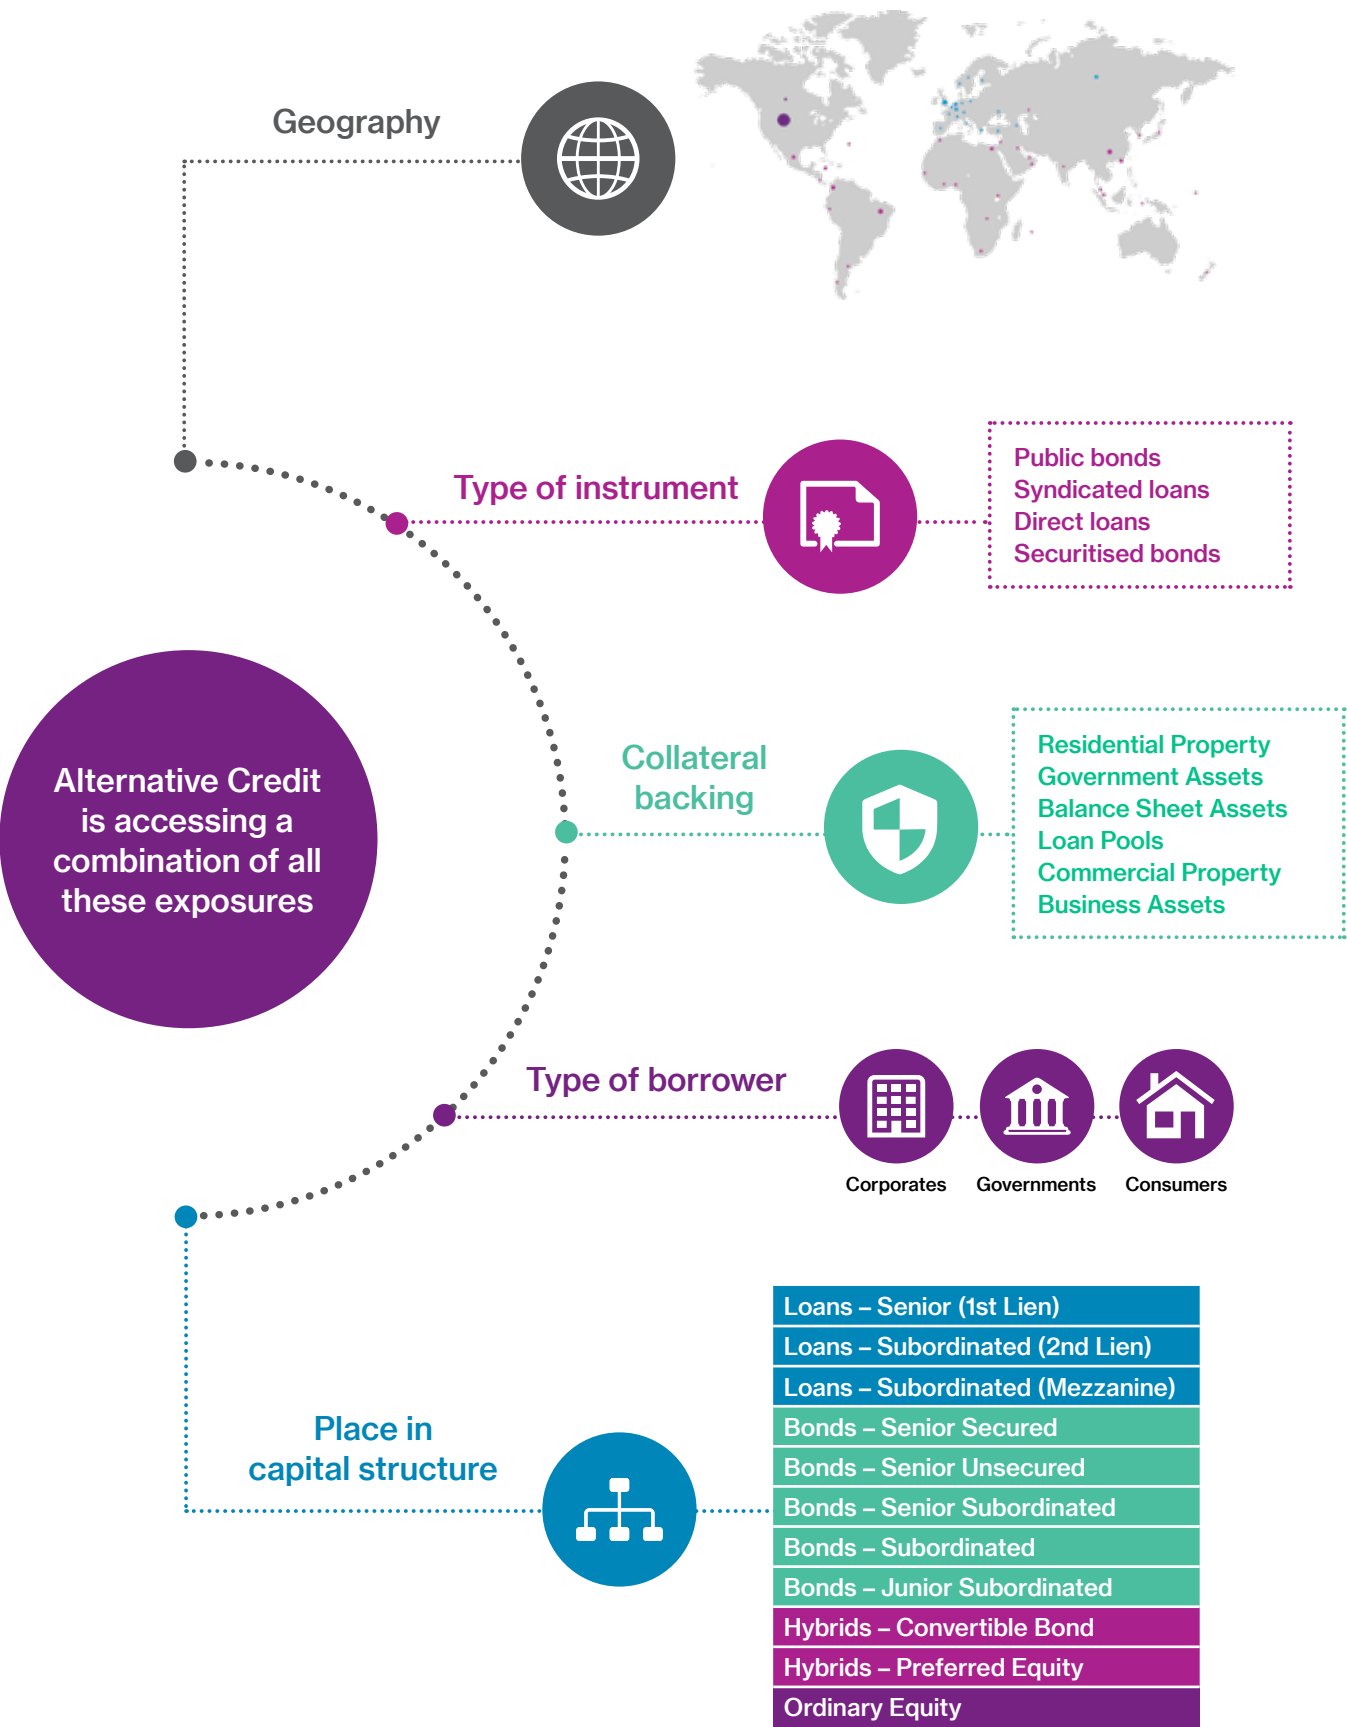 Geography
Type of instrument
Public bonds
Syndicated loans
Direct loans
Securitised bonds
Alternative Credit
is accessing a
combination of all
these exposures
Collateral
backing
Residential Property
Government Assets
Balance Sheet Assets
Loan Pools
Commercial Property
Business Assets
Type of borrower
Corporates
Governments
Consumers
Place in
capital structure
Loans – Senior (1st Lien)
Loans – Subordinated (2nd Lien)
Loans – Subordinated (Mezzanine)
Bonds – Senior Secured
Bonds – Senior Unsecured
Bonds – Senior Subordinated
Bonds – Subordinated
Bonds – Junior Subordinated
Hybrids – Convertible Bond
Hybrids – Preferred Equity
Ordinary Equity